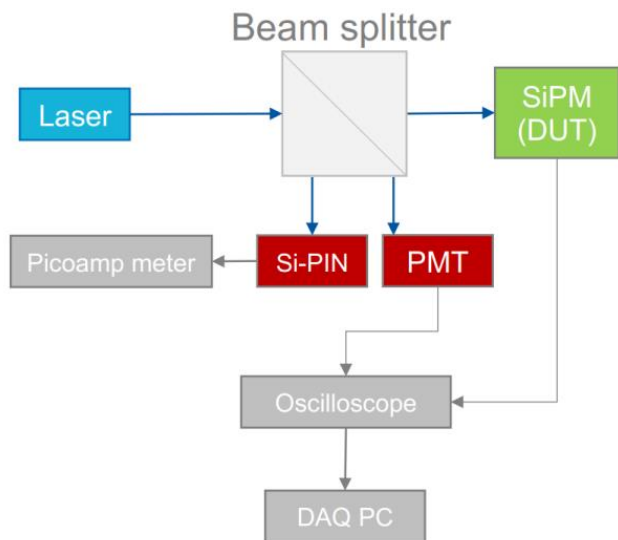 Beam splitter
Laser
SiPM
(DUT)
Picoamp meter
Si-PIN
PMT
Oscilloscope
DAQ PC